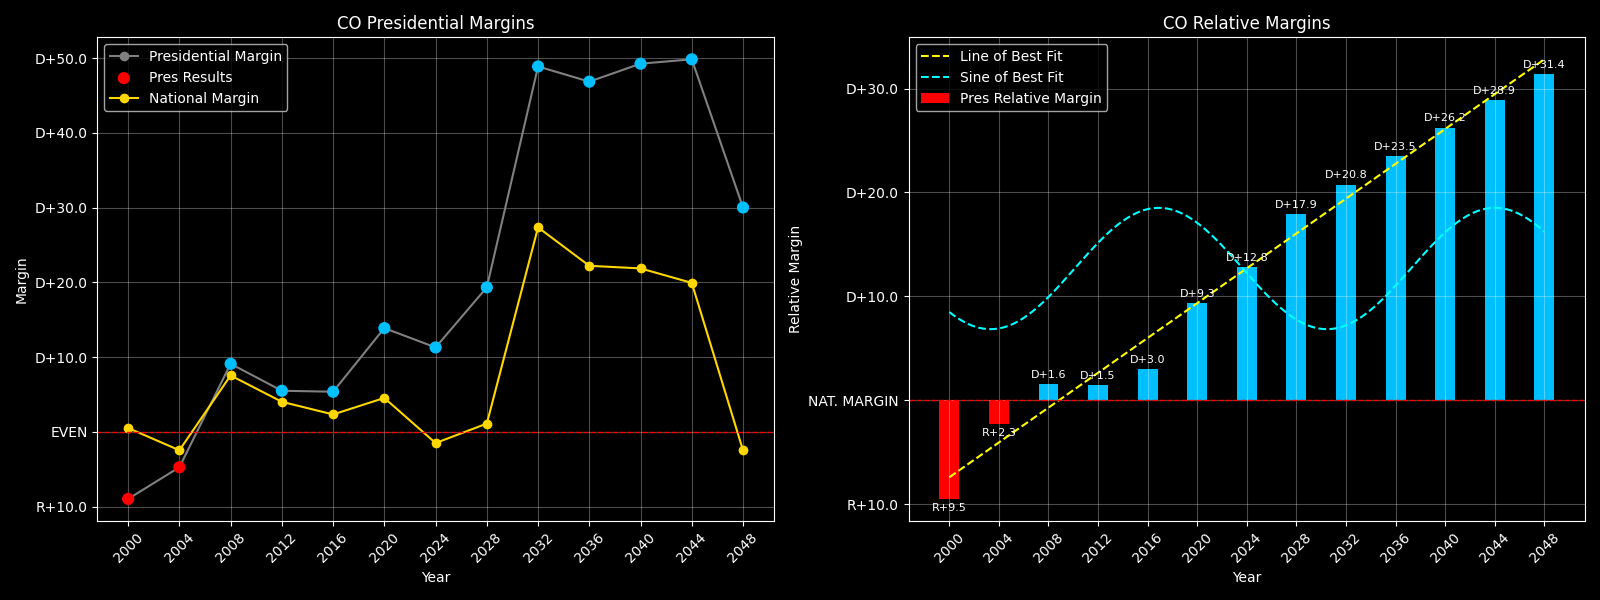 CO Presidential Margins
Presidential Margin
Pres Results
National Margin
D+50.0
D+40.0
D+30.0
D+20.0
D+10.0
EVEN
R+10.0
Margin
2000
2004
2008
2012
2016
2020
2024
2028
2032
2036
2040
2044
2048
Year
CO Relative Margins
Line of Best Fit
Sine of Best Fit
Pres Relative Margin
D+30.0
D+20.0
D+10.0
NAT. MARGIN
R+10.0
Relative Margin
R+9.5
R+2.3
D+1.6
D+1.5
D+3.0
D+9.3
D+12.8
D+17.9
D+20.8
D+23.5
D+26.2
D+28.9
D+31.4
2000
2004
2008
2012
2016
2020
2024
2028
2032
2036
2040
2044
2048
Year